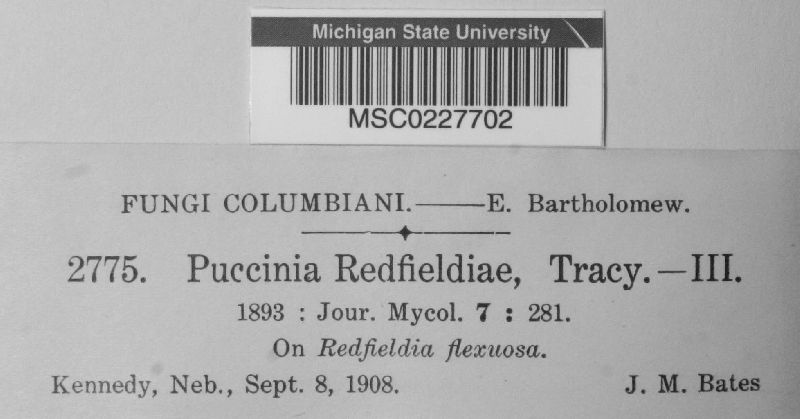 Michigan State University
MSC0227702
FUNGI COLUMBIANI.——E. Bartholomew.
2775. Puccinia Redfieldiae, Tracy.—III.
1893 : Jour. Mycol. 7 : 281.
On Redfieldia flexuosa.
Kennedy, Neb., Sept. 8, 1908. J. M. Bates